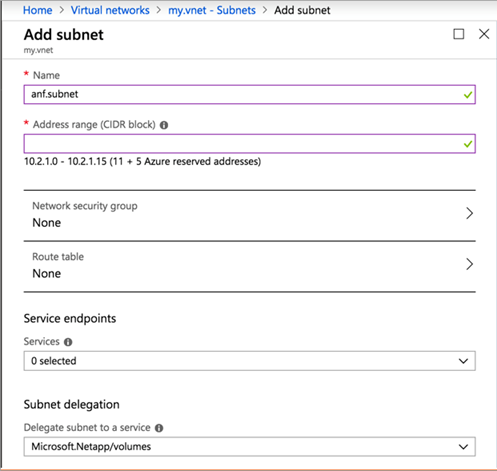 Home > Virtual networks > my.vnet - Subnets > Add subnet
Add subnet
my.vnet
* Name
anf.subnet
* Address range (CIDR block)
10.2.1.0 - 10.2.1.15 (11 + 5 Azure reserved addresses)
Network security group
None
Route table
None
Service endpoints
Services
0 selected
Subnet delegation
Delegate subnet to a service
Microsoft.Netapp/volumes